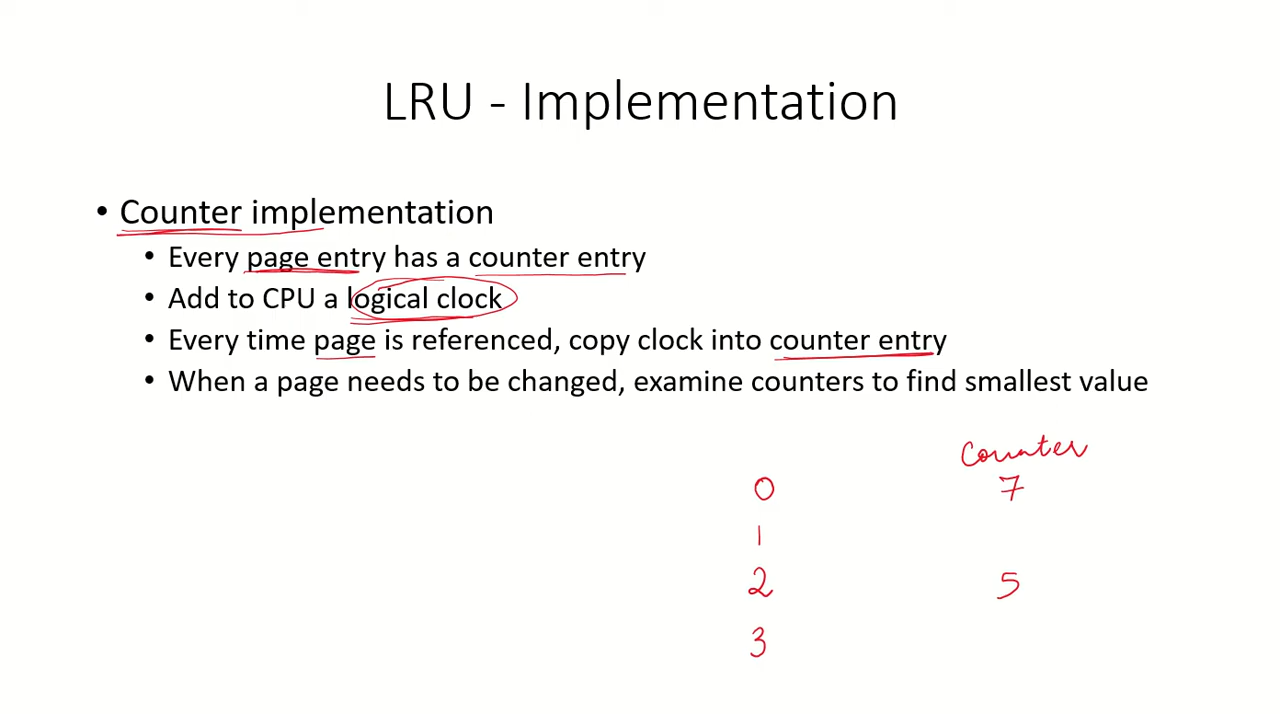 LRU - Implementation
• Counter implementation
• Every page entry has a counter entry
• Add to CPU a logical clock
• Every time page is referenced, copy clock into counter entry
• When a page needs to be changed, examine counters to find smallest value
Counter
0 7
1
2 5
3